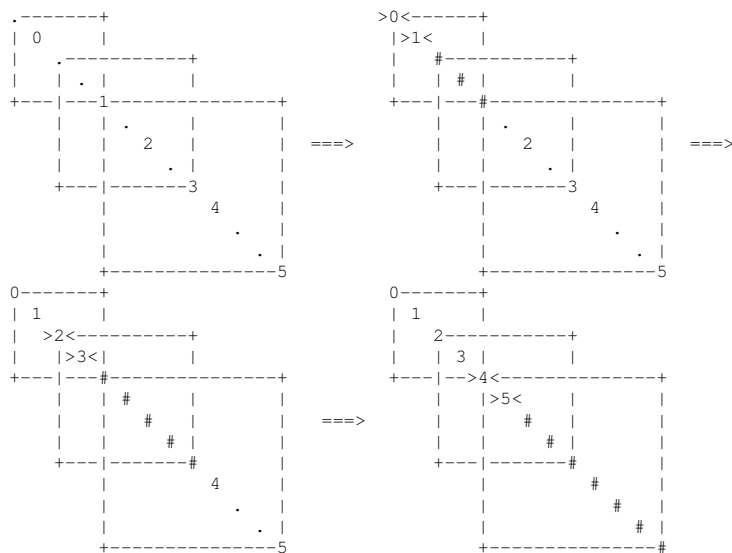 .--------+                         >0<-------+
| 0      |                          |>1<     |
|   .-----------+                   |   #-----------+
|   | .  |      |                   |   | #  |      |
+---|----1---------------+          +---|----#---------------+
    |    | .    |        |              |    | .    |        |
    |    |   2  |        |  ===>        |    |   2  |        |  ===>
    |    |     .|        |              |    |     .|        |
    +---|-------3        |              +---|-------3        |
         |        4      |                   |        4      |
         |          .    |                   |          .    |
         |            .  |                   |            .  |
         +---------------5                   +---------------5
0--------+                          0--------+
| 1      |                          | 1      |
|  >2<----------+                   |   2-----------+
|   |>3< |      |                   |   | 3  |      |
+---|----#---------------+          +---|--->4<--------------+
    |    | #    |        |              |    |>5<   |        |
    |    |   #  |        |  ===>        |    |   #  |        |
    |    |     #|        |              |    |     #|        |
    +---|-------#        |              +---|-------#        |
         |        4      |                   |        #      |
         |          .    |                   |          #    |
         |            .  |                   |            #  |
         +---------------5                   +---------------#